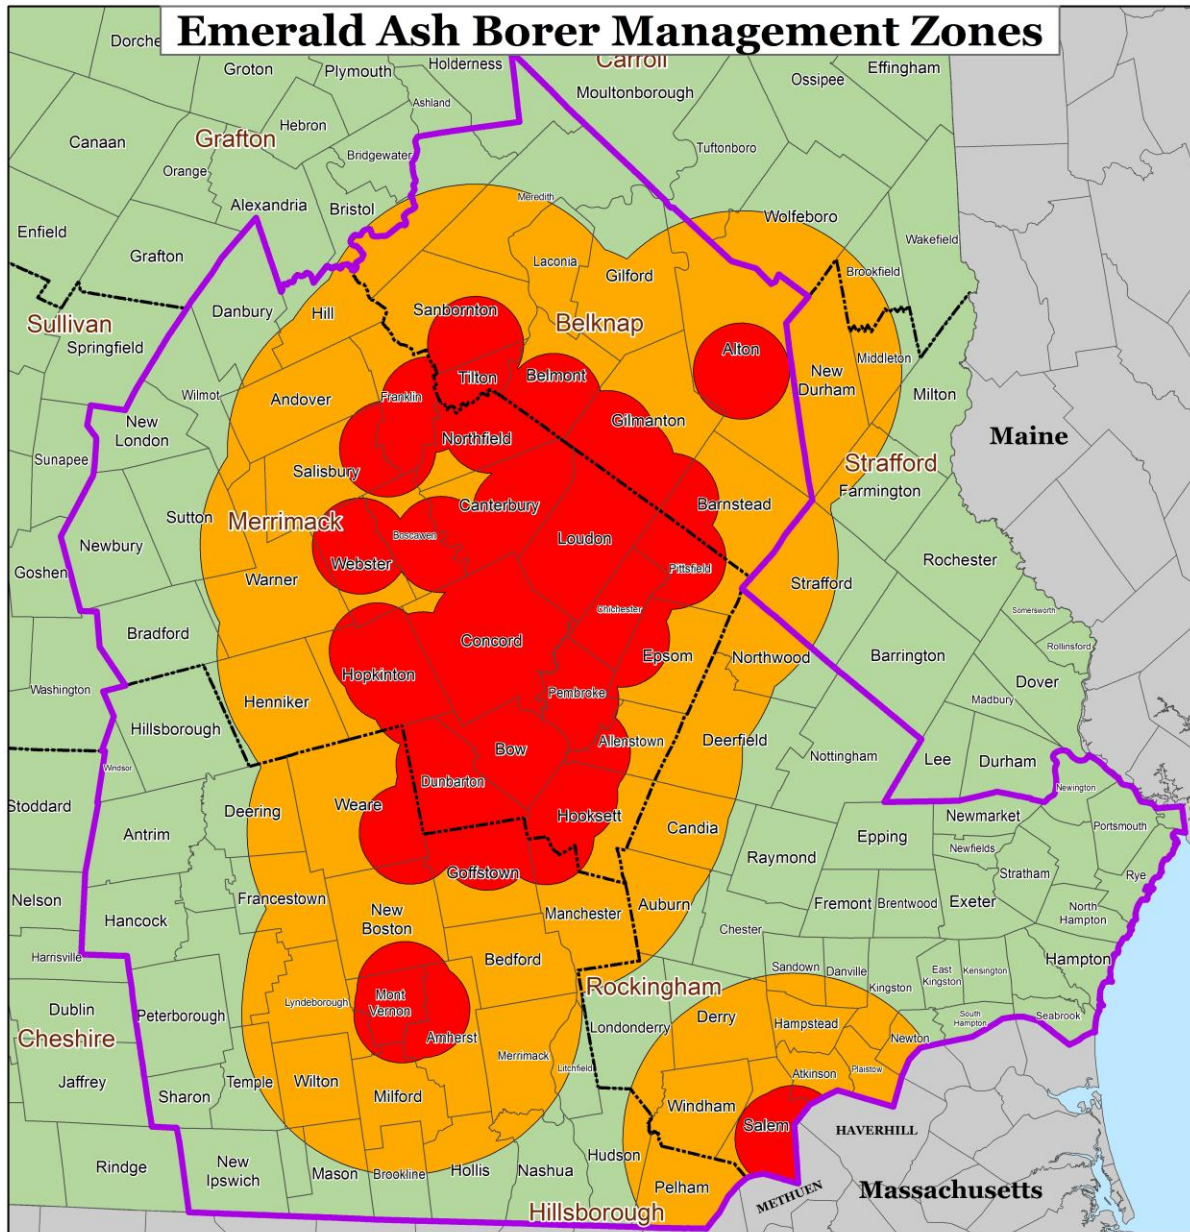 Emerald Ash Borer Management Zones
Dorche
Groton
Plymouth
Holderness
Carroll
Effingham
Ossipee
Moultonborough
Ashland
Canaan
Grafton
Hebron
Tuftonboro
Orange
Bridgewater
Alexandria
Bristol
Meredith
Wolfeboro
Enfield
Wakefield
Grafton
Laconia
Gilford
Brookfield
Danbury
Hill
Sanbornton
Sullivan
Belknap
Springfield
Alton
Middleton
Tilton
Belmont
New
Durham
Wilmot
Andover
Franklin
Milton
New
London
Gilmanton
Northfield
Maine
Sunapee
Salisbury
Strafford
Farmington
Canterbury
Barnstead
Sutton
Merrimack
Boscawen
Loudon
Newbury
Webster
Pittsfield
Rochester
Goshen
Warner
Strafford
Chichester
Somersworth
Bradford
Concord
Rollinsford
Epsom
Northwood
Barrington
Hopkinton
Dover
Washington
Pembroke
Madbury
Henniker
Hillsborough
Allenstown
Deerfield
Bow
Nottingham
Lee
Durham
Windsor
Dunbarton
Newington
Stoddard
Weare
Deering
Hooksett
Newmarket
Antrim
Candia
Epping
Portsmouth
Newfields
Raymond
Goffstown
Stratham
Rye
Nelson
Francestown
Auburn
Fremont
Brentwood
Exeter
New
Boston
Manchester
North
Hampton
Hancock
Chester
Harrisville
Bedford
Hampton
Sandown
Danville
East
Kingston
Kensington
Rockingham
Kingston
Mont
Vernon
Lyndeborough
Dublin
Peterborough
Derry
Hampstead
South
Hampton
Seabrook
Londonderry
Cheshire
Amherst
Newton
Merrimack
Litchfield
Atkinson
Plaistow
Jaffrey
Temple
Wilton
Sharon
Milford
Windham
Salem
HAVERHILL
Rindge
New
Ipswich
Mason
Brookline
Hollis
Nashua
Hudson
Pelham
METHUEN
Massachusetts
Hillsborough